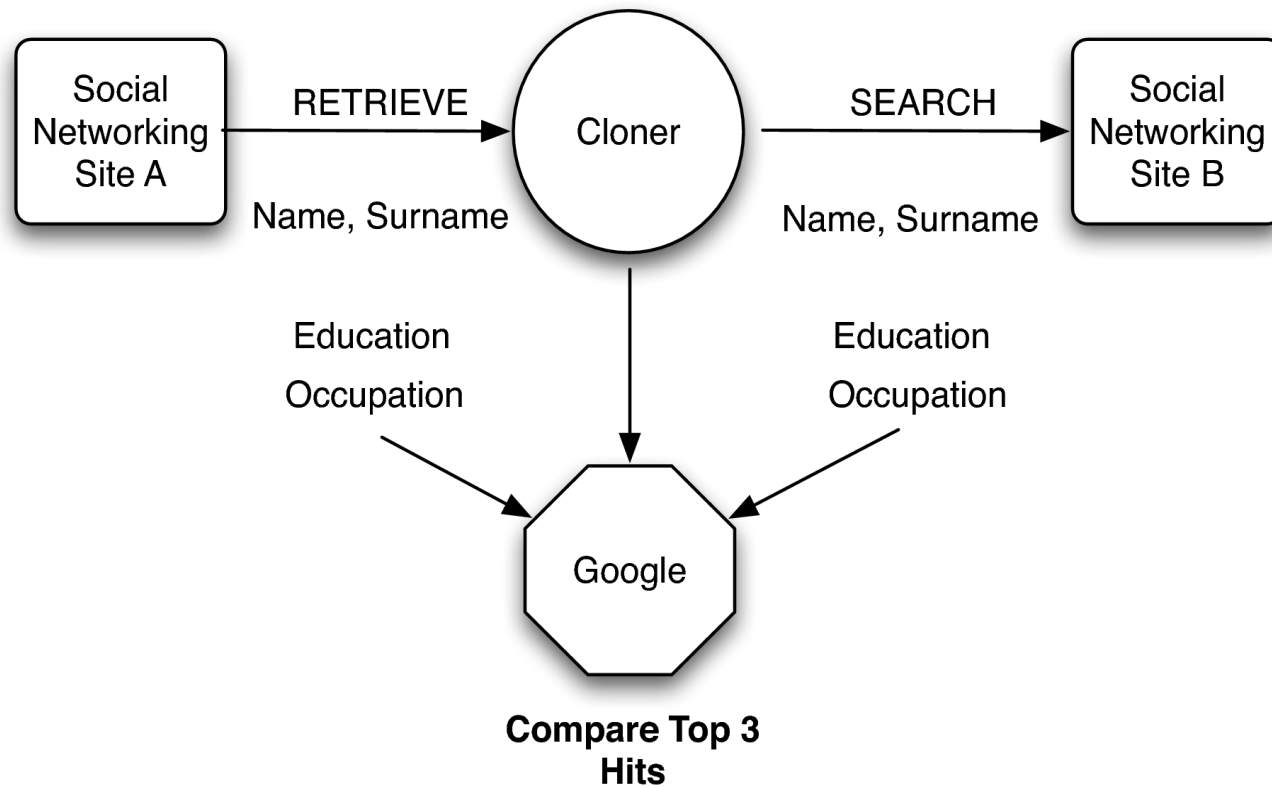 Social
Networking
Site A
RETRIEVE
Name, Surname
Cloner
SEARCH
Name, Surname
Social
Networking
Site B
Education
Occupation
Education
Occupation
Google
Compare Top 3
Hits